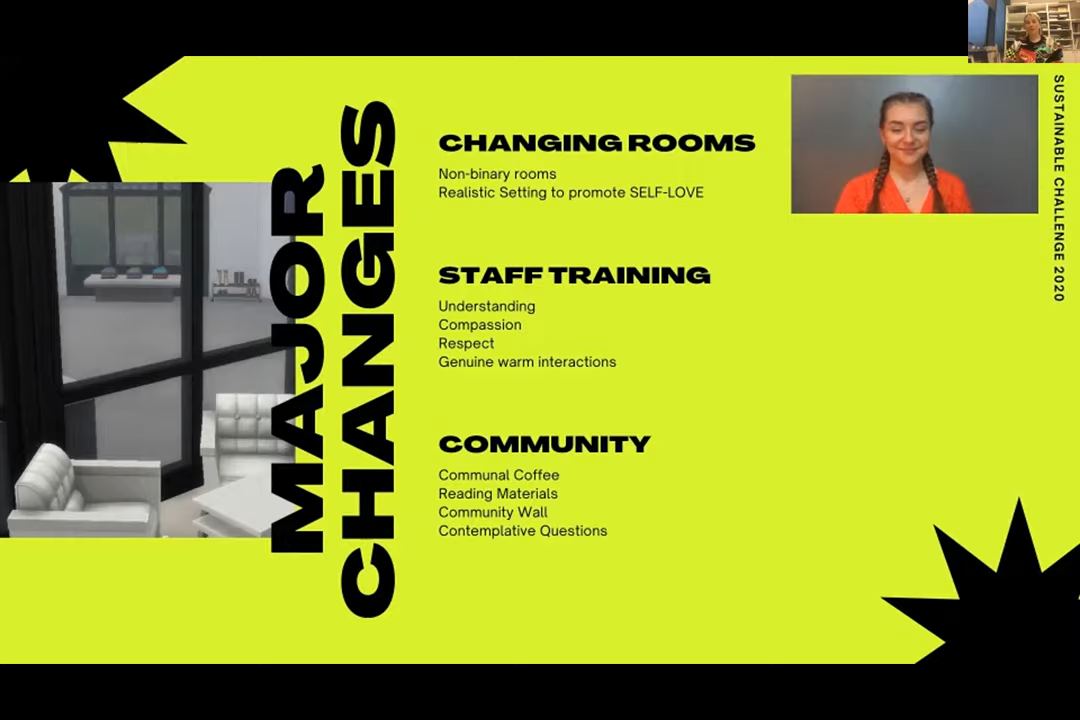 MAJOR
CHANGES
CHANGING ROOMS
Non-binary rooms
Realistic Setting to promote SELF-LOVE
STAFF TRAINING
Understanding
Compassion
Respect
Genuine warm interactions
COMMUNITY
Communal Coffee
Reading Materials
Community Wall
Contemplative Questions
SUSTAINABLE CHALLENGE 2020